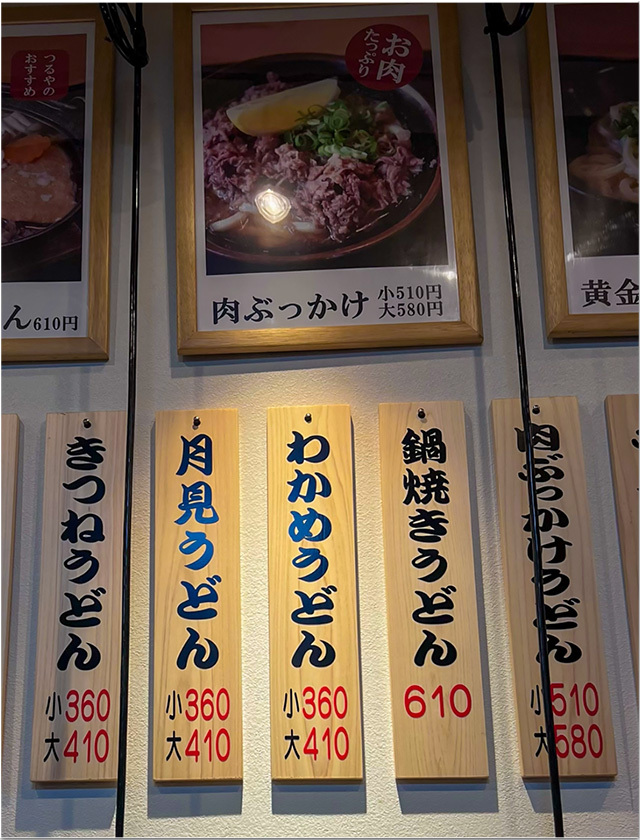 つるやの
おすすめ
ん610円
お肉
たっぷり
肉ぶっかけ
小510円
大580円
黄金
きつねうどん
小360
大410
月見うどん
小360
大410
わかめうどん
小360
大410
鍋焼きうどん
610
肉ぶっかけうどん
小510
大580